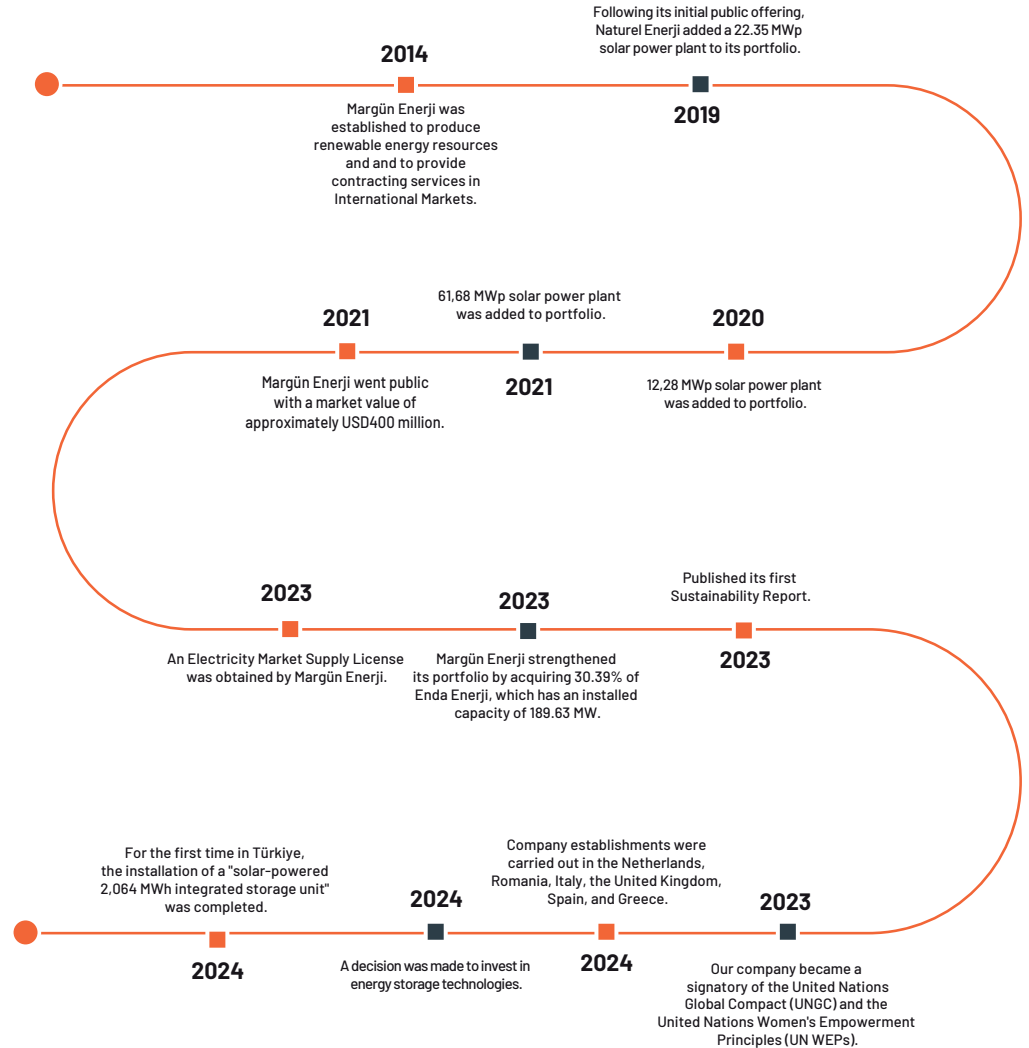 2014
Margün Enerji was
established to produce
renewable energy resources
and and to provide
contracting services in
International Markets.
Following its initial public offering,
Naturel Enerji added a 22.35 MWp
solar power plant to its portfolio.
2019
2020
12,28 MWp solar power plant
was added to portfolio.
61,68 MWp solar power plant
was added to portfolio.
2021
2021
Margün Enerji went public
with a market value of
approximately USD400 million.
2023
An Electricity Market Supply License
was obtained by Margün Enerji.
2023
Margün Enerji strengthened
its portfolio by acquiring 30.39% of
Enda Enerji, which has an installed
capacity of 189.63 MW.
Published its first
Sustainability Report.
2023
2023
Our company became a
signatory of the United Nations
Global Compact (UNGC) and the
United Nations Women's Empowerment
Principles (UN WEPs).
Company establishments were
carried out in the Netherlands,
Romania, Italy, the United Kingdom,
Spain, and Greece.
2024
2024
A decision was made to invest in
energy storage technologies.
For the first time in Türkiye,
the installation of a "solar-powered
2,064 MWh integrated storage unit"
was completed.
2024